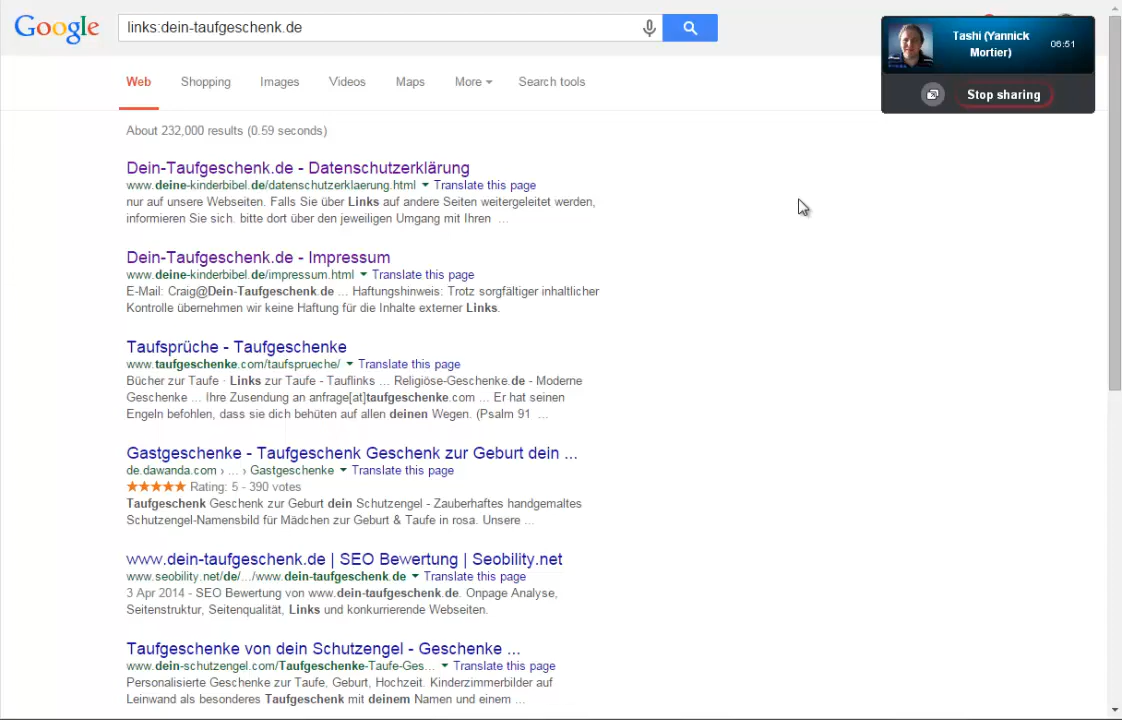 Google
links:dein-taufgeschenk.de
Tashi (Yannick
Mortier)
06:51
Stop sharing
Web Shopping Images Videos Maps More Search tools
About 232,000 results (0.59 seconds)
Dein-Taufgeschenk.de - Datenschutzerklärung
www.deine-kinderbibel.de/datenschutzerklaerung.html Translate this page
nur auf unsere Webseiten. Falls Sie über Links auf andere Seiten weitergeleitet werden,
informieren Sie sich. bitte dort über den jeweiligen Umgang mit Ihren ...
Dein-Taufgeschenk.de - Impressum
www.deine-kinderbibel.de/impressum.html Translate this page
E-Mail: Craig@Dein-Taufgeschenk.de ... Haftungshinweis: Trotz sorgfältiger inhaltlicher
Kontrolle übernehmen wir keine Haftung für die Inhalte externer Links.
Taufsprüche - Taufgeschenke
www.taufgeschenke.com/taufsprueche/ Translate this page
Bücher zur Taufe · Links zur Taufe - Tauflinks ... Religiöse-Geschenke.de - Moderne
Geschenke ... Ihre Zusendung an anfrage[at]taufgeschenke.com ... Er hat seinen
Engeln befohlen, dass sie dich behüten auf allen deinen Wegen. (Psalm 91 ...
Gastgeschenke - Taufgeschenk Geschenk zur Geburt dein ...
de.dawanda.com › ... › Gastgeschenke Translate this page
★★★★★ Rating: 5 - 390 votes
Taufgeschenk Geschenk zur Geburt dein Schutzengel - Zauberhaftes handgemaltes
Schutzengel-Namensbild für Mädchen zur Geburt & Taufe in rosa. Unsere ...
www.dein-taufgeschenk.de | SEO Bewertung | Seobility.net
www.seobility.net/de/.../www.dein-taufgeschenk.de Translate this page
3 Apr 2014 - SEO Bewertung von www.dein-taufgeschenk.de. Onpage Analyse,
Seitenstruktur, Seitenqualität, Links und konkurrierende Webseiten.
Taufgeschenke von dein Schutzengel - Geschenke ...
www.dein-schutzengel.com/Taufgeschenke-Taufe-Ges... Translate this page
Personalisierte Geschenke zur Taufe, Geburt, Hochzeit. Kinderzimmerbilder auf
Leinwand als besonderes Taufgeschenk mit deinem Namen und einem ...